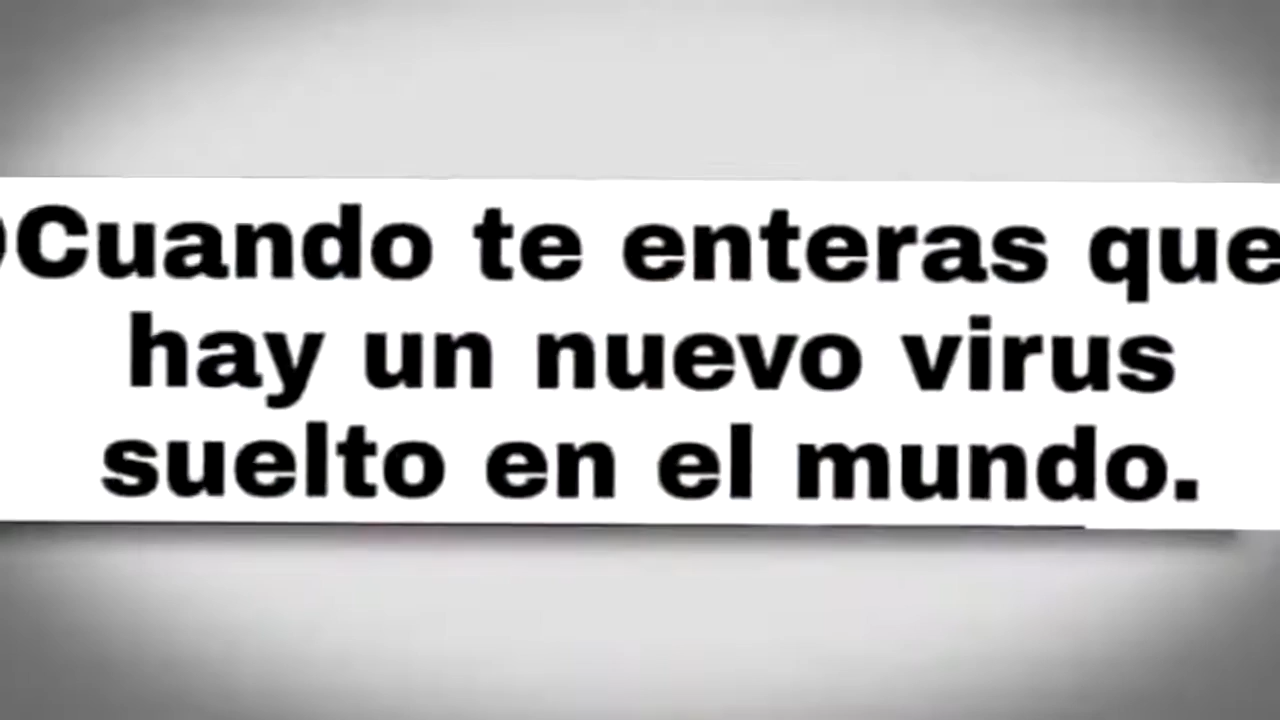 Cuando te enteras que
hay un nuevo virus
suelto en el mundo.